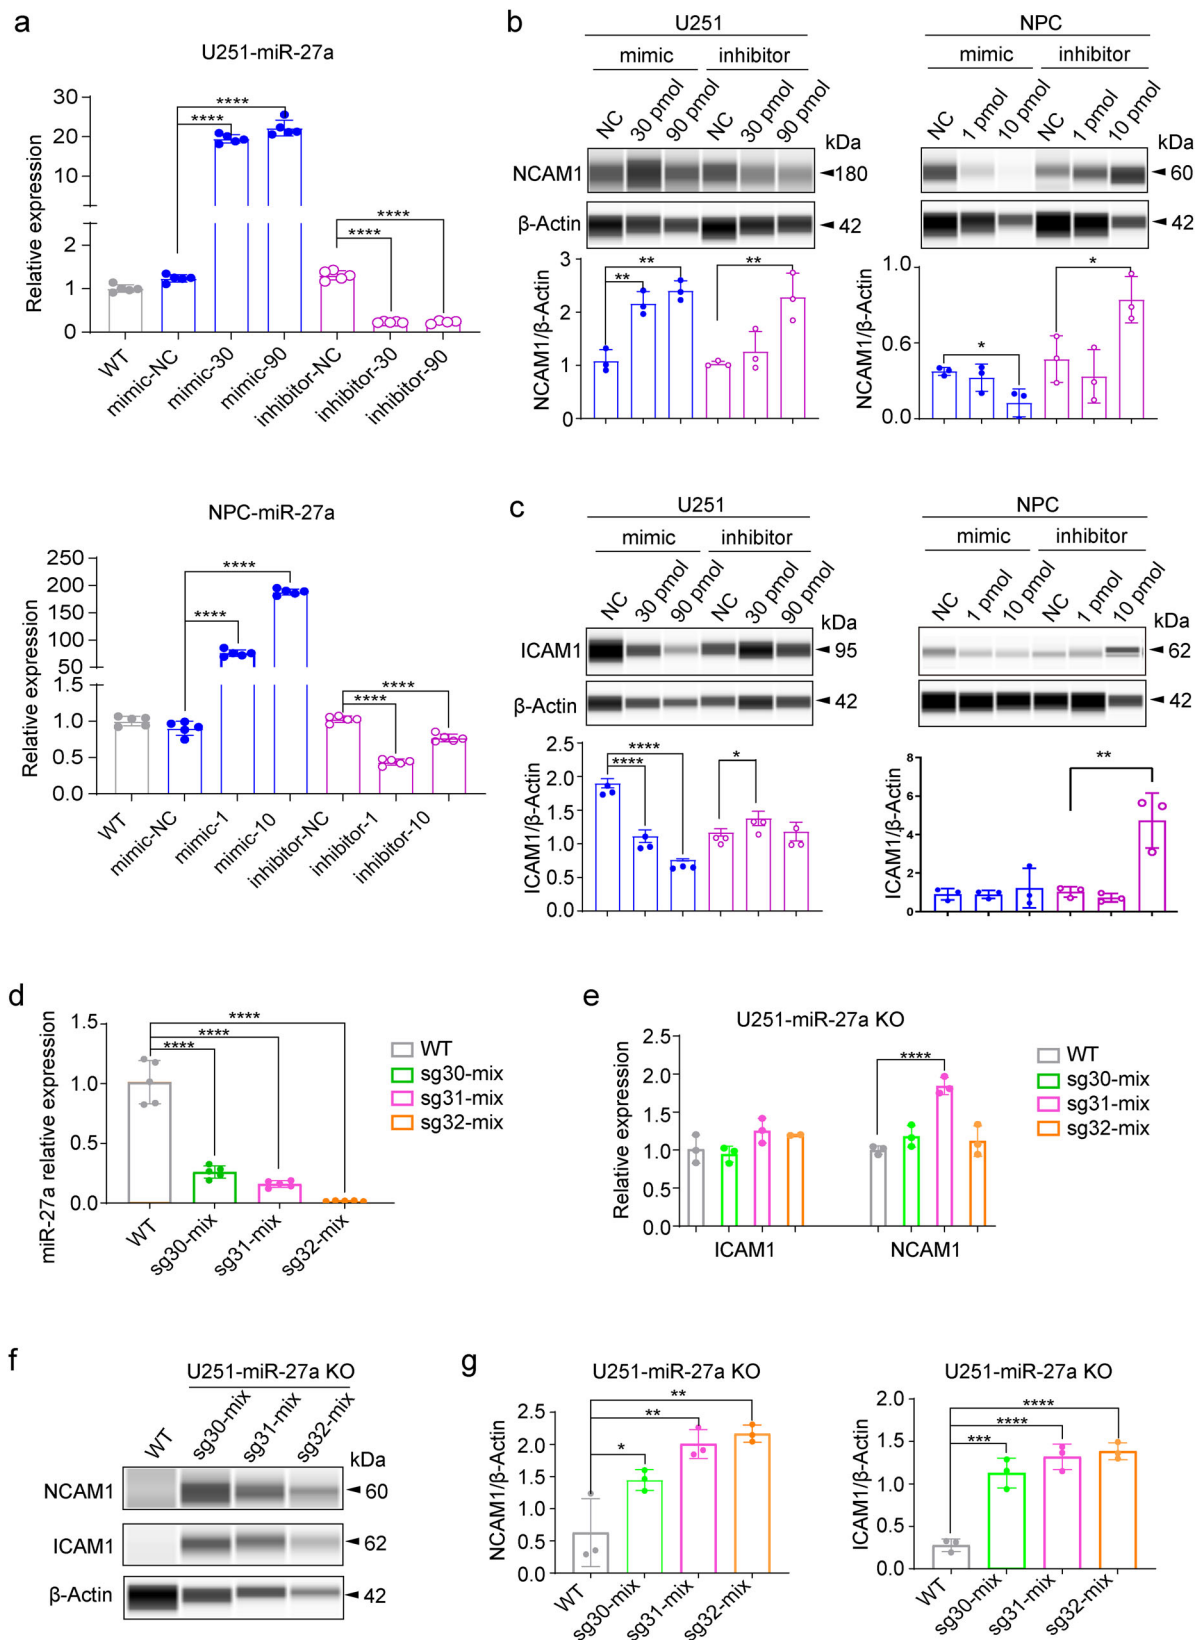 a
U251-miR-27a
Relative expression
30
20
10
2
1
0
****
****
****
****
WT
mimic-NC
mimic-30
mimic-90
inhibitor-NC
inhibitor-30
inhibitor-90
NPC-miR-27a
Relative expression
250
200
150
100
50
1.5
1.0
0.5
0.0
****
****
****
****
WT
mimic-NC
mimic-1
mimic-10
inhibitor-NC
inhibitor-1
inhibitor-10
b
U251
mimic inhibitor
NC 30 pmol 90 pmol NC 30 pmol 90 pmol
kDa
NCAM1 180
β-Actin 42
NCAM1/β-Actin
3
2
1
0
** ** **
NPC
mimic inhibitor
NC 1 pmol 10 pmol NC 1 pmol 10 pmol
kDa
60
42
NCAM1/β-Actin
1.0
0.6
0.0
* *
c
U251
mimic inhibitor
NC 30 pmol 90 pmol NC 30 pmol 90 pmol
kDa
ICAM1 95
β-Actin 42
ICAM1/β-Actin
2.5
2.0
1.5
1.0
0.5
0.0
**** **** *
NPC
mimic inhibitor
NC 1 pmol 10 pmol NC 1 pmol 10 pmol
kDa
62
42
ICAM1/β-Actin
8
6
4
2
0
**
d
miR-27a relative expression
1.5
1.0
0.5
0.0
****
****
****
WT
sg30-mix
sg31-mix
sg32-mix
WT
sg30-mix
sg31-mix
sg32-mix
e
U251-miR-27a KO
Relative expression
2.5
2.0
1.5
1.0
0.5
0.0
****
ICAM1 NCAM1
WT
sg30-mix
sg31-mix
sg32-mix
f
U251-miR-27a KO
WT sg30-mix sg31-mix sg32-mix
kDa
NCAM1 60
ICAM1 62
β-Actin 42
g
U251-miR-27a KO
NCAM1/β-Actin
2.5
2.0
1.5
1.0
0.5
0.0
**
**
*
WT
sg30-mix
sg31-mix
sg32-mix
U251-miR-27a KO
ICAM1/β-Actin
2.0
1.5
1.0
0.5
0.0
****
****
***
WT
sg30-mix
sg31-mix
sg32-mix